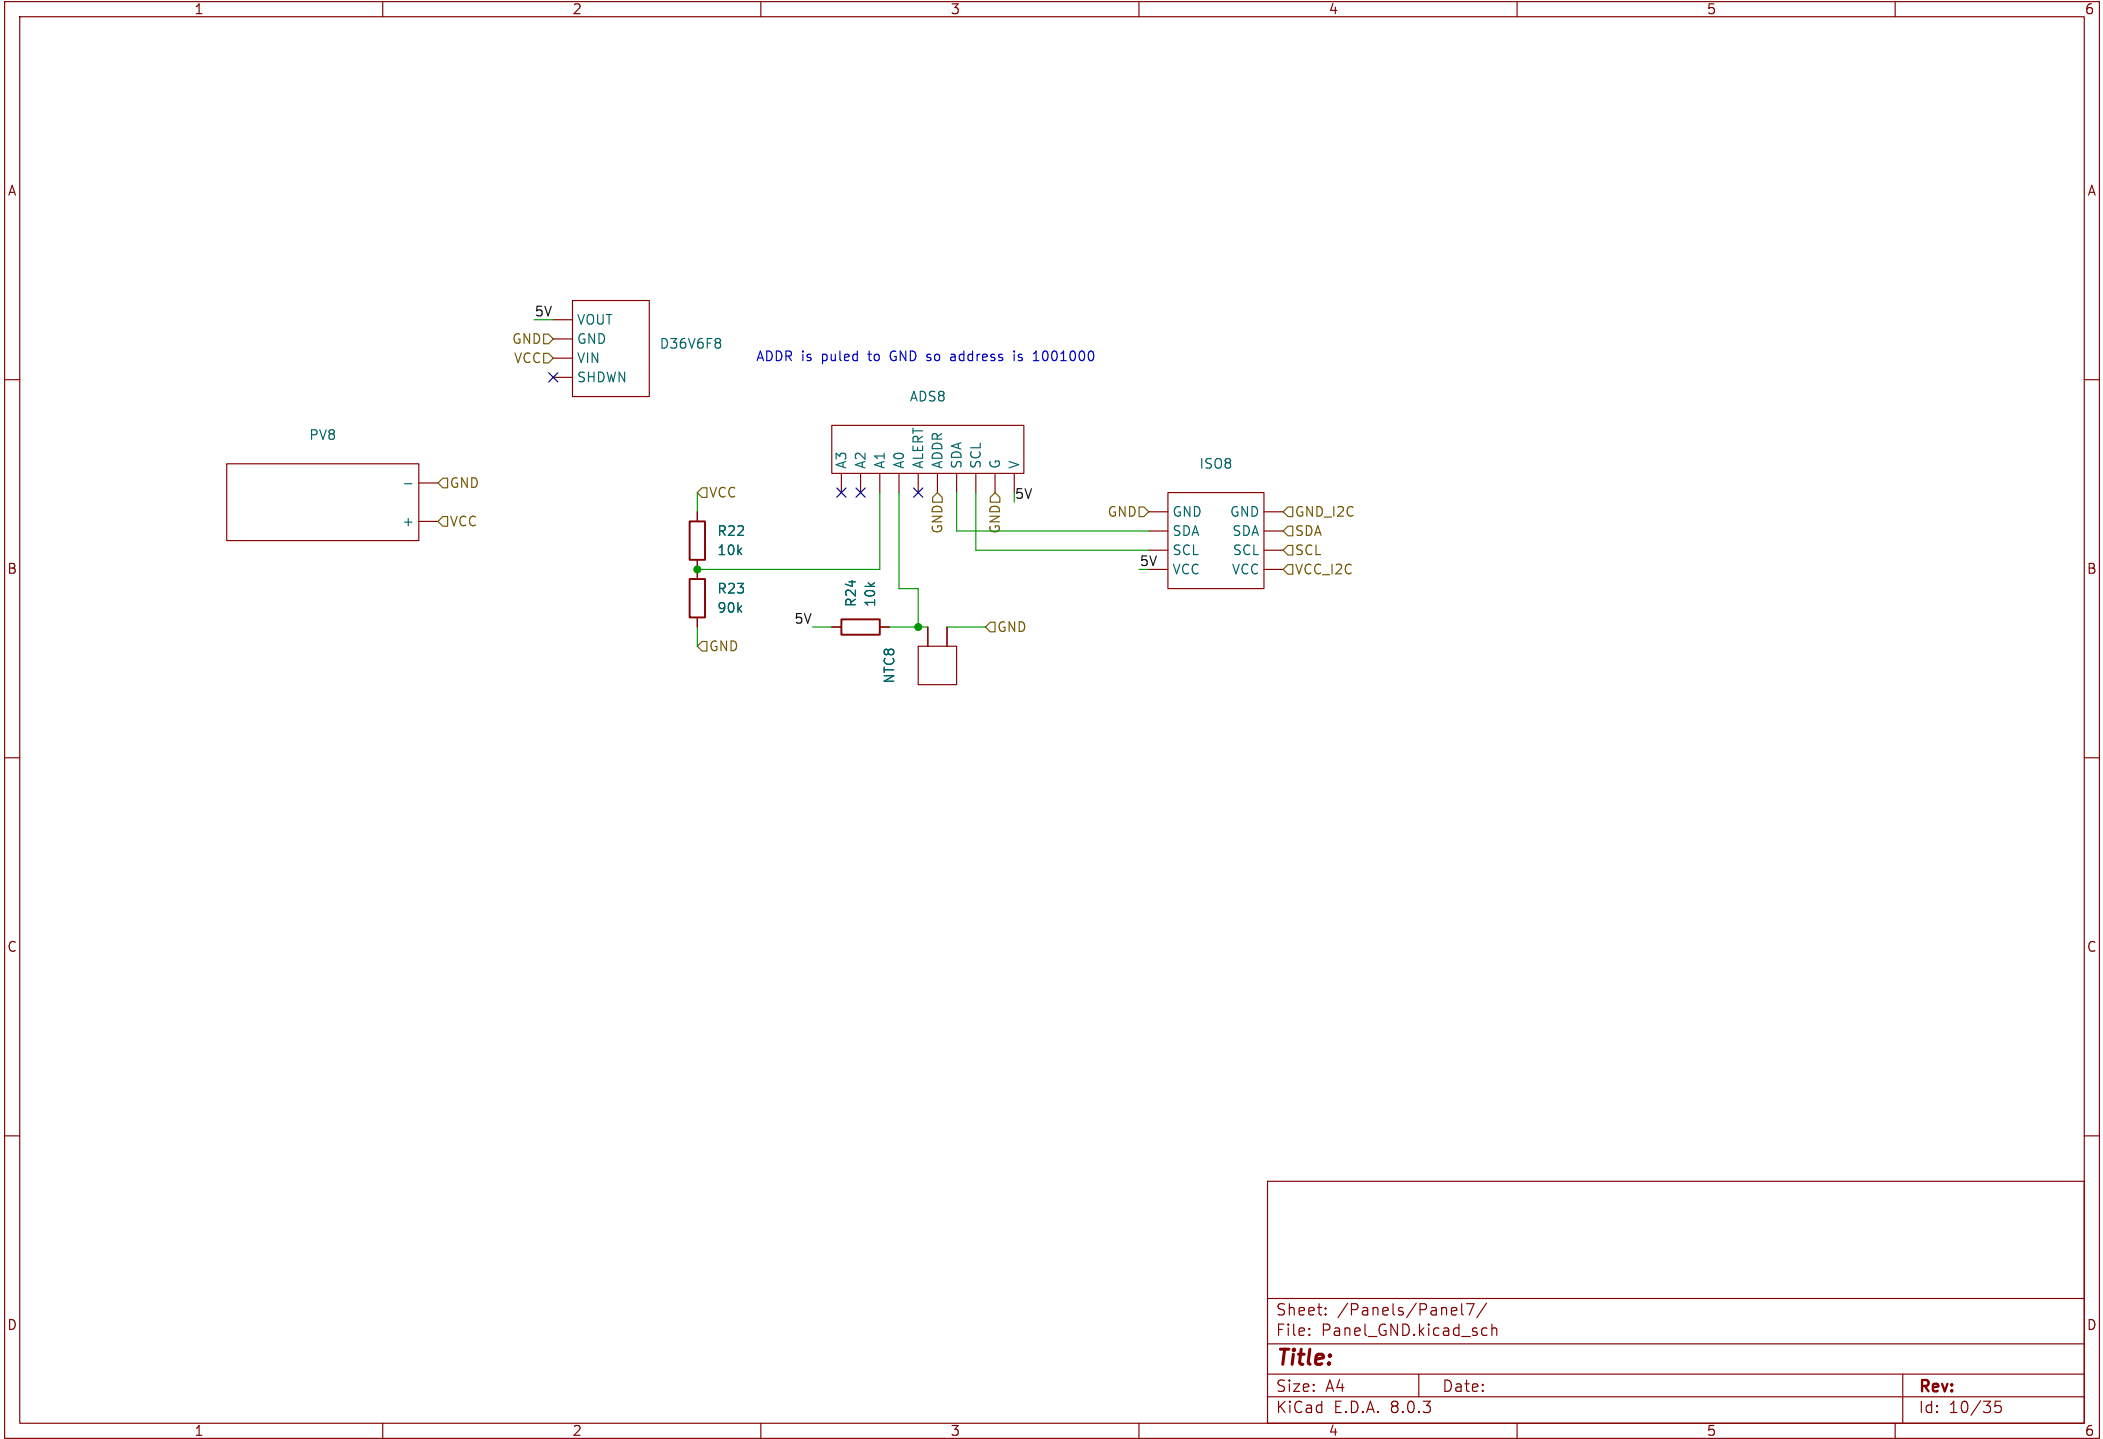 1 2 3 4 5 6
A A
5V
VOUT
GND GND
VCC VIN
SHDWN
D36V6F8
ADDR is puled to GND so address is 1001000
ADS8
A3 A2 A1 A0 ALERT ADDR SDA SCL G V
GND GND 5V
PV8
- GND
+ VCC
ISO8
GND GND GND GND_I2C
SDA SDA SDA
SCL SCL SCL
5V VCC VCC VCC_I2C
VCC
R22
10k
R23
90k
GND
R24
10k
5V
GND
NTC8
B B
C C
D D
Sheet: /Panels/Panel7/
File: Panel_GND.kicad_sch
Title:
Size: A4 Date: Rev:
KiCad E.D.A. 8.0.3 Id: 10/35
1 2 3 4 5 6